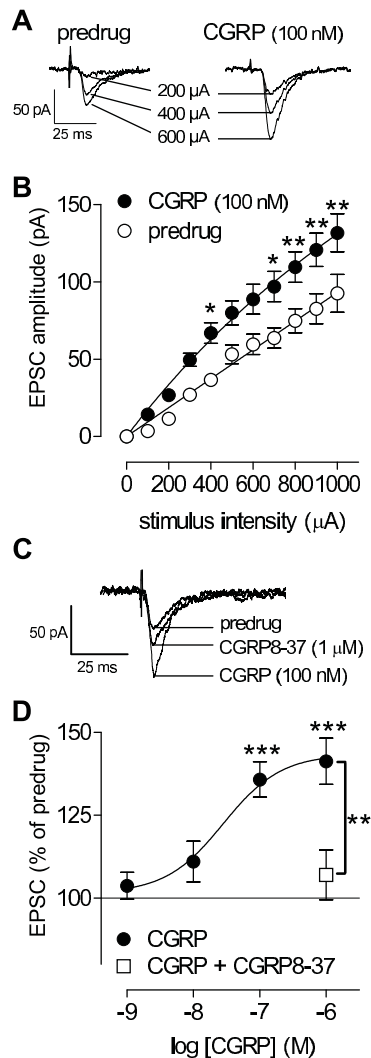 A
predrug
CGRP (100 nM)
200 µA
400 µA
600 µA
50 pA
25 ms
B
CGRP (100 nM)
predrug
EPSC amplitude (pA)
150
100
50
0
*
*
**
**
**
0 200 400 600 800 1000
stimulus intensity (µA)
C
predrug
CGRP8-37 (1 µM)
CGRP (100 nM)
50 pA
25 ms
D
EPSC (% of predrug)
150
125
100
***
***
**
CGRP
CGRP + CGRP8-37
-9 -8 -7 -6
log [CGRP] (M)